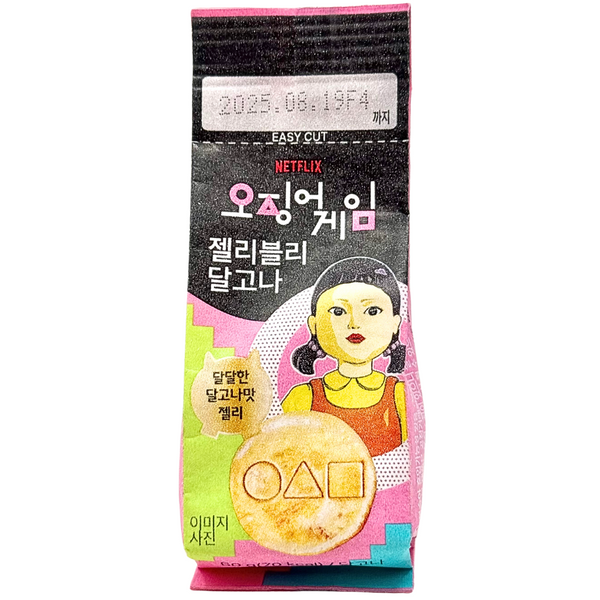 2025.08.19F4
까지
EASY CUT
NETFLIX
오징어게임
젤리블리
달고나
달달한
달고나맛
젤리
이미지
사진